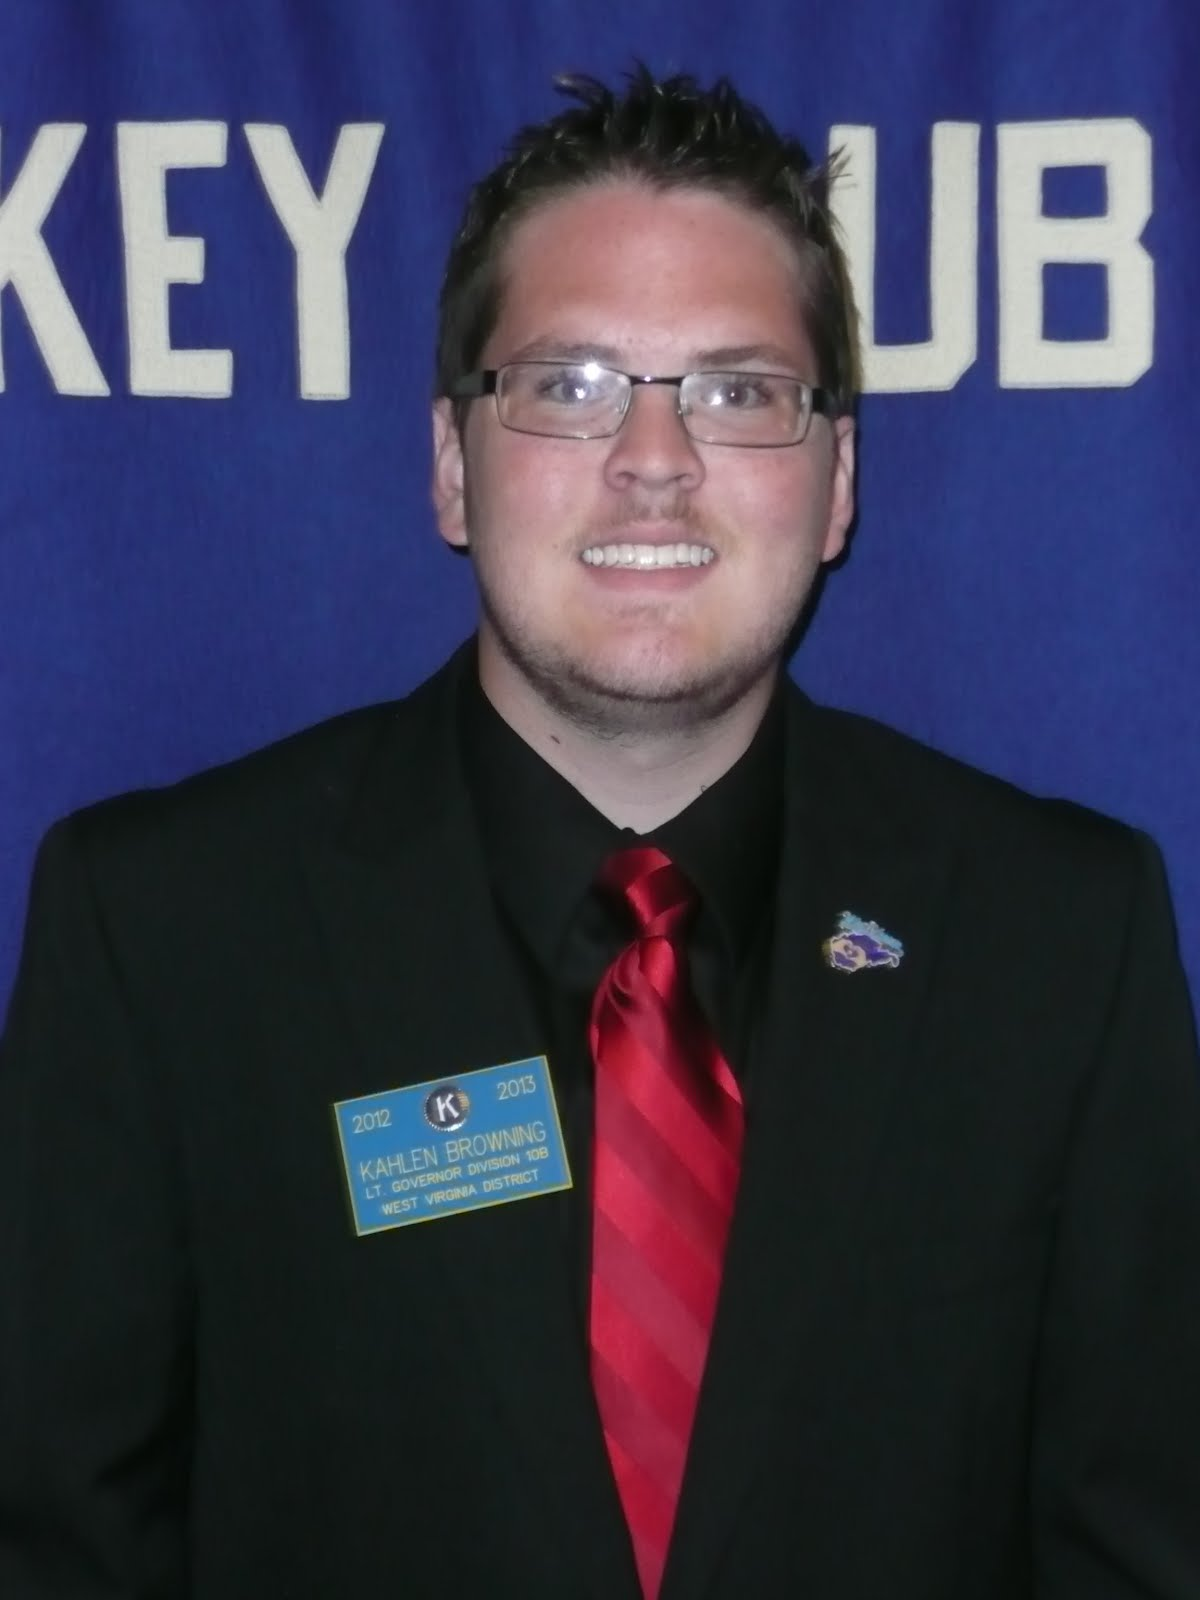 KEY UB
2012 K 2013
KAHLEN BROWNING
LT. GOVERNOR DIVISION 10B
WEST VIRGINIA DISTRICT